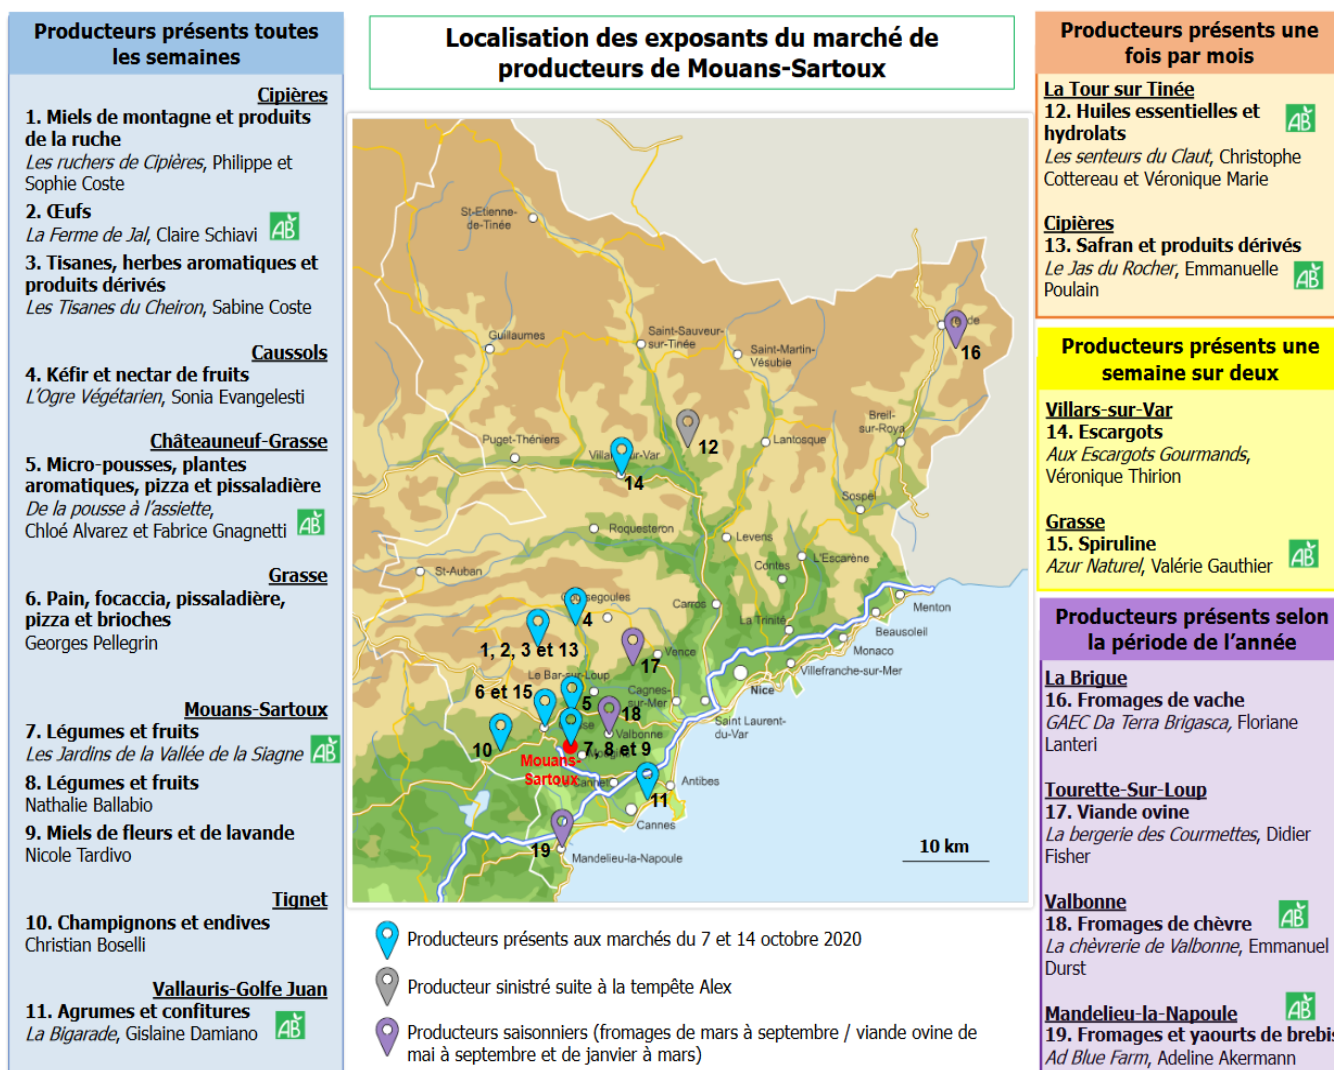 Producteurs présents toutes
les semaines
Cipières
1. Miels de montagne et produits
de la ruche
Les ruchers de Cipières, Philippe et
Sophie Coste
2. Œufs
La Ferme de Jal, Claire Schiavi
AB
3. Tisanes, herbes aromatiques et
produits dérivés
Les Tisanes du Cheiron, Sabine Coste
Caussols
4. Kéfir et nectar de fruits
L'Ogre Végétarien, Sonia Evangelesti
Châteauneuf-Grasse
5. Micro-pousses, plantes
aromatiques, pizza et pissaladière
De la pousse à l'assiette,
Chloé Alvarez et Fabrice Gnagnetti
AB
Grasse
6. Pain, focaccia, pissaladière,
pizza et brioches
Georges Pellegrin
Mouans-Sartoux
7. Légumes et fruits
Les Jardins de la Vallée de la Siagne
AB
8. Légumes et fruits
Nathalie Ballabio
9. Miels de fleurs et de lavande
Nicole Tardivo
Tignet
10. Champignons et endives
Christian Boselli
Vallauris-Golfe Juan
11. Agrumes et confitures
La Bigarade, Gislaine Damiano
AB
Localisation des exposants du marché de
producteurs de Mouans-Sartoux
St-Etienne-
de-Tinée
Guillaumes
Saint-Sauveur-
sur-Tinée
Saint-Martin-
Vésubie
16
Breil-
sur-Roya
Puget-Théniers
Lantosque
12
14
Sospel
Roquesteron
Levens
L'Escarène
St-Auban
Contes
Carros
Menton
4
La Trinité
Beausoleil
1, 2, 3 et 13
Monaco
17
Vence
Villefranche-sur-Mer
Le Bar-sur-Loup
6 et 15
Cagnes-
sur-Mer
Nice
5
18
Saint Laurent-
du-Var
Valbonne
10
7, 8 et 9
Mouans-
Sartoux
Antibes
11
Cannes
10 km
19
Mandelieu-la-Napoule
Producteurs présents aux marchés du 7 et 14 octobre 2020
Producteur sinistré suite à la tempête Alex
Producteurs saisonniers (fromages de mars à septembre / viande ovine de
mai à septembre et de janvier à mars)
Producteurs présents une
fois par mois
La Tour sur Tinée
12. Huiles essentielles et
hydrolats
AB
Les senteurs du Claut, Christophe
Cottereau et Véronique Marie
Cipières
13. Safran et produits dérivés
Le Jas du Rocher, Emmanuelle
Poulain
AB
Producteurs présents une
semaine sur deux
Villars-sur-Var
14. Escargots
Aux Escargots Gourmands,
Véronique Thirion
Grasse
15. Spiruline
Azur Naturel, Valérie Gauthier
AB
Producteurs présents selon
la période de l'année
La Brigue
16. Fromages de vache
GAEC Da Terra Brigasca, Floriane
Lanteri
Tourette-Sur-Loup
17. Viande ovine
La bergerie des Courmettes, Didier
Fisher
Valbonne
18. Fromages de chèvre
AB
La chèvrerie de Valbonne, Emmanuel
Durst
Mandelieu-la-Napoule
AB
19. Fromages et yaourts de brebis
Ad Blue Farm, Adeline Akermann